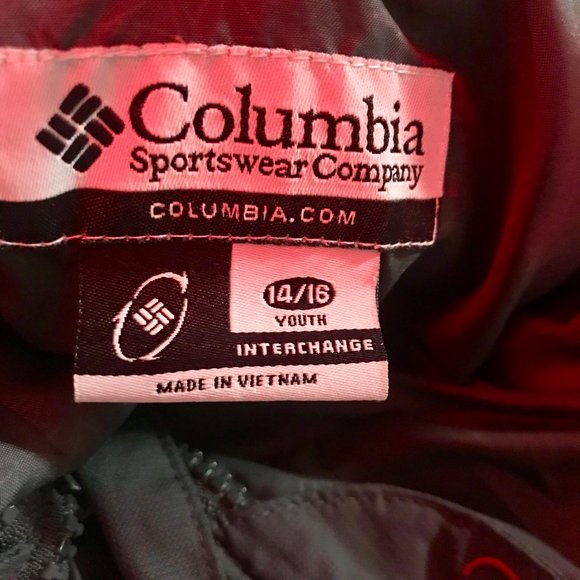 Columbia
Sportswear Company
COLUMBIA.COM
14/16
YOUTH
INTERCHANGE
MADE IN VIETNAM